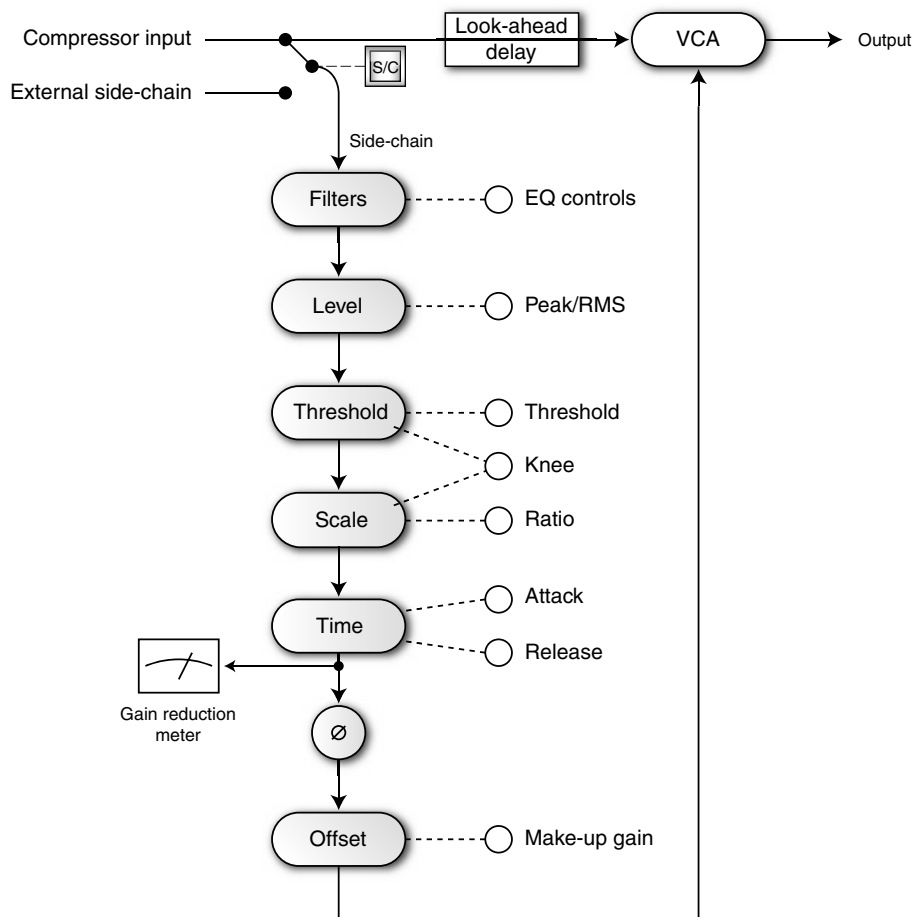 Compressor input
Look-ahead
delay
VCA
Output
S/C
External side-chain
Side-chain
Filters
EQ controls
Level
Peak/RMS
Threshold
Threshold
Knee
Scale
Ratio
Attack
Time
Release
Gain reduction
meter
Ø
Offset
Make-up gain